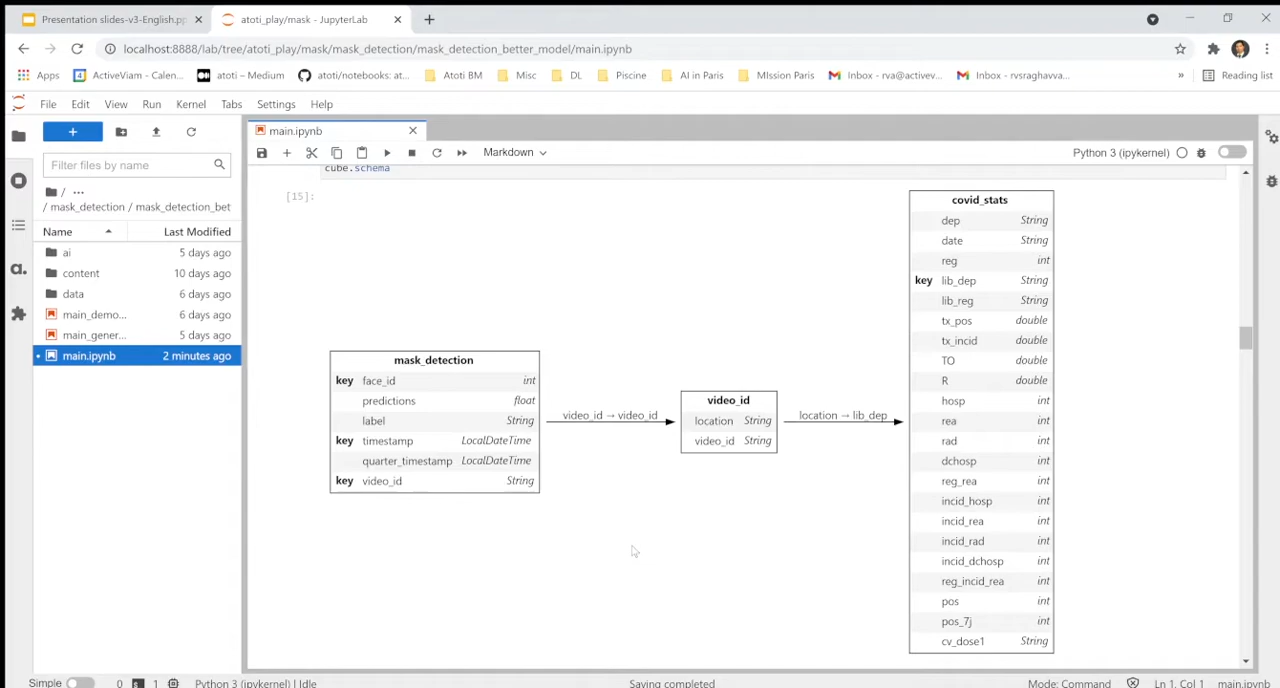 Presentation slides-v3-English.pp
atoti_play/mask - JupyterLab
localhost:8888/lab/tree/atoti_play/mask/mask_detection/mask_detection_better_model/main.ipynb
Apps ActiveViam - Calen... atoti – Medium atoti/notebooks: at... Atoti BM Misc DL Piscine AI in Paris MIssion Paris Inbox - rva@activev... Inbox - rvsraghavva... » Reading list
File Edit View Run Kernel Tabs Settings Help
main.ipynb
Markdown
Python 3 (ipykernel)
Filter files by name
/ ...
/ mask_detection / mask_detection_bet
Name Last Modified
ai 5 days ago
content 10 days ago
data 6 days ago
main_demo... 6 days ago
main_gener... 5 days ago
main.ipynb 2 minutes ago
cube.schema
[15]:
mask_detection
key face_id int
predictions float
label String
key timestamp LocalDateTime
quarter_timestamp LocalDateTime
key video_id String
video_id → video_id
video_id
location String
video_id String
location → lib_dep
covid_stats
dep String
date String
reg int
key lib_dep String
lib_reg String
tx_pos double
tx_incid double
TO double
R double
hosp int
rea int
rad int
dchosp int
reg_rea int
incid_hosp int
incid_rea int
incid_rad int
incid_dchosp int
reg_incid_rea int
pos int
pos_7j int
cv_dose1 String
Simple 0 1 Python 3 (ipykernel) | Idle Saving completed Mode: Command Ln 1, Col 1 main.ipynb